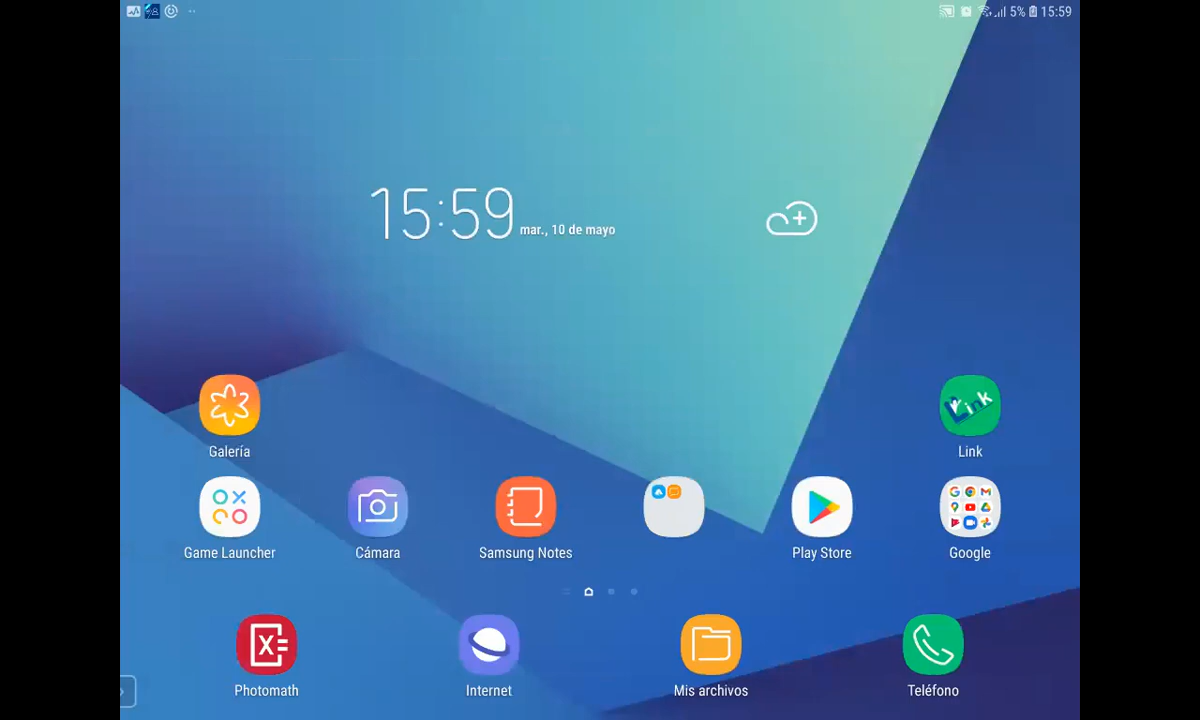 5% 15:59
15:59 mar., 10 de mayo
Galería
Link
Link
Game Launcher
Cámara
Samsung Notes
Play Store
Google
Photomath
Internet
Mis archivos
Teléfono